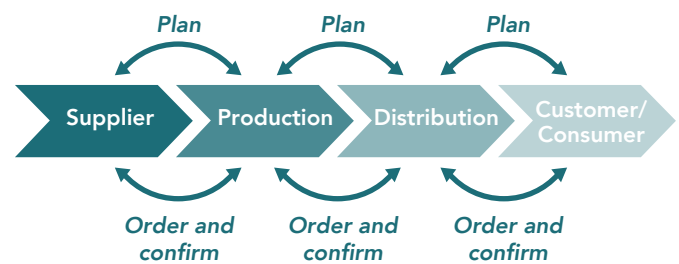 Plan
Plan
Plan
Supplier
Production
Distribution
Customer/
Consumer
Order and
confirm
Order and
confirm
Order and
confirm